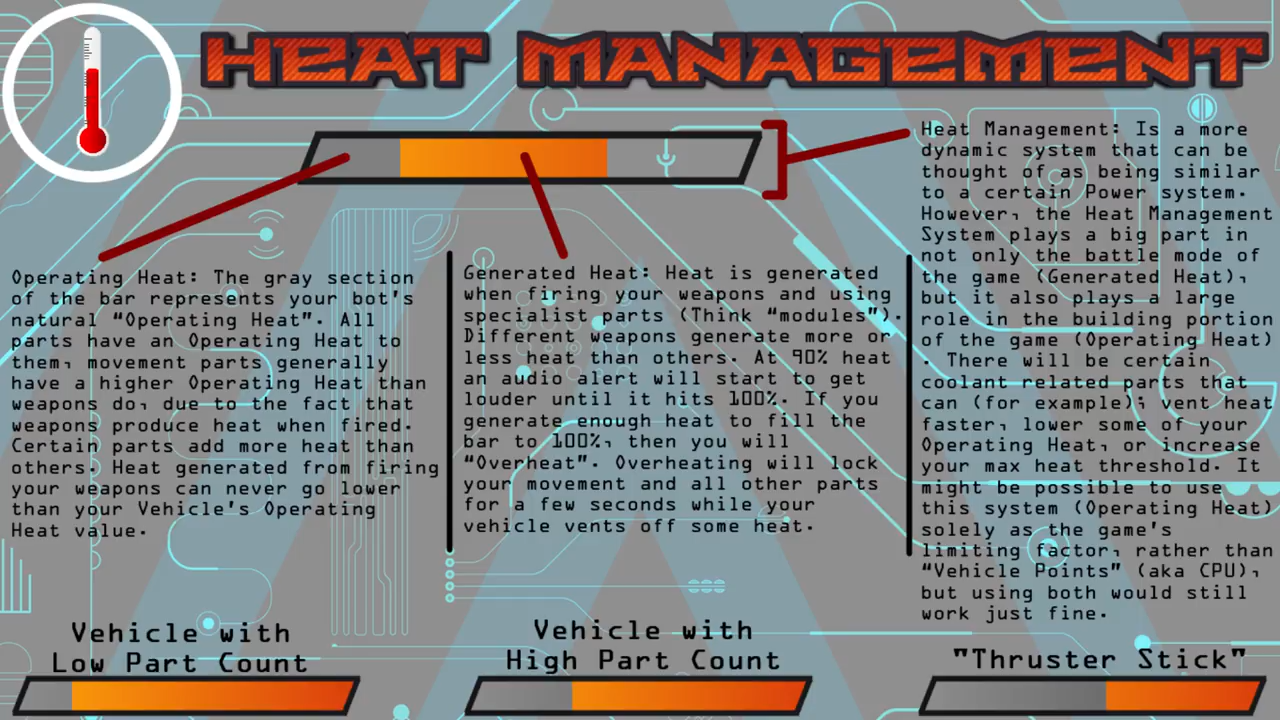 HEAT MANAGEMENT
Operating Heat: The gray section
of the bar represents your bot's
natural “Operating Heat”. All
parts have an Operating Heat to
them, movement parts generally
have a higher Operating Heat than
weapons do, due to the fact that
weapons produce heat when fired.
Certain parts add more heat than
others. Heat generated from firing
your weapons can never go lower
than your Vehicle's Operating
Heat value.
Generated Heat: Heat is generated
when firing your weapons and using
specialist parts (Think “modules”).
Different weapons generate more or
less heat than others. At 90% heat
an audio alert will start to get
louder until it hits 100%. If you
generate enough heat to fill the
bar to 100%, then you will
“Overheat”. Overheating will lock
your movement and all other parts
for a few seconds while your
vehicle vents off some heat.
Heat Management: Is a more
dynamic system that can be
thought of as being similar
to a certain Power system.
However, the Heat Management
System plays a big part in
not only the battle mode of
the game (Generated Heat),
but it also plays a large
role in the building portion
of the game (Operating Heat)
. There will be certain
coolant related parts that
can (for example); vent heat
faster, lower some of your
Operating Heat, or increase
your max heat threshold. It
might be possible to use
this system (Operating Heat)
solely as the game's
limiting factor, rather than
“Vehicle Points” (aka CPU),
but using both would still
work just fine.
Vehicle with
Low Part Count
Vehicle with
High Part Count
"Thruster Stick"